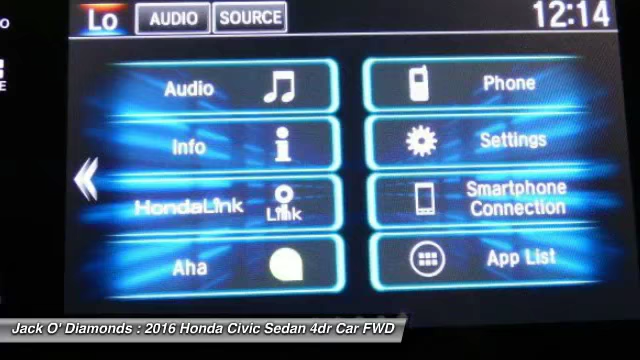 Lo
AUDIO
SOURCE
12:14
Audio
Phone
Info
Settings
HondaLink
Link
Smartphone
Connection
Aha
App List
Jack O' Diamonds : 2016 Honda Civic Sedan 4dr Car FWD